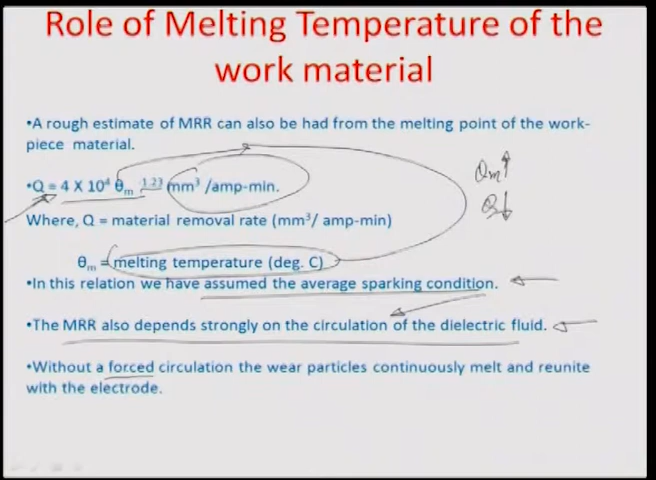 Role of Melting Temperature of the
work material
•A rough estimate of MRR can also be had from the melting point of the work-
piece material.
•Q = 4 X 10⁴ θm⁻¹·²³ mm³ /amp-min.
θm↑
Q↓
Where, Q = material removal rate (mm³/ amp-min)
θm = melting temperature (deg. C)
•In this relation we have assumed the average sparking condition.
•The MRR also depends strongly on the circulation of the dielectric fluid.
•Without a forced circulation the wear particles continuously melt and reunite
with the electrode.